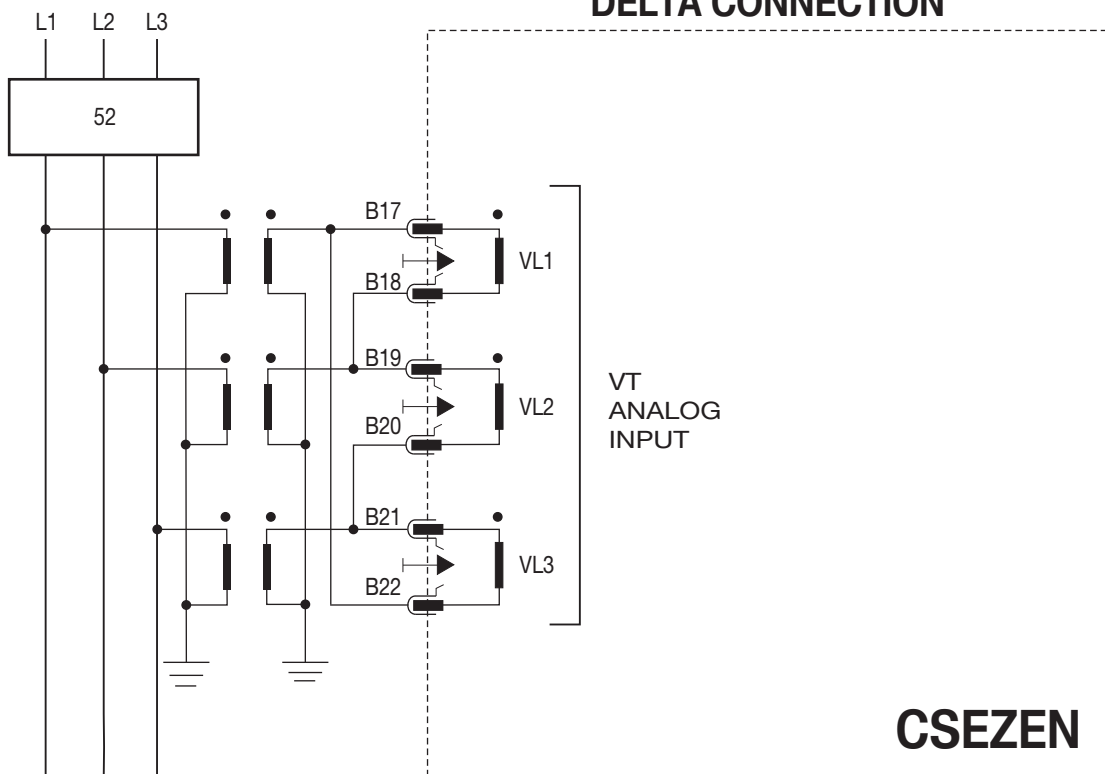 DELTA CONNECTION
L1 L2 L3
52
B17
VL1
B18
B19
VL2
B20
B21
VL3
B22
VT
ANALOG
INPUT
CSEZEN